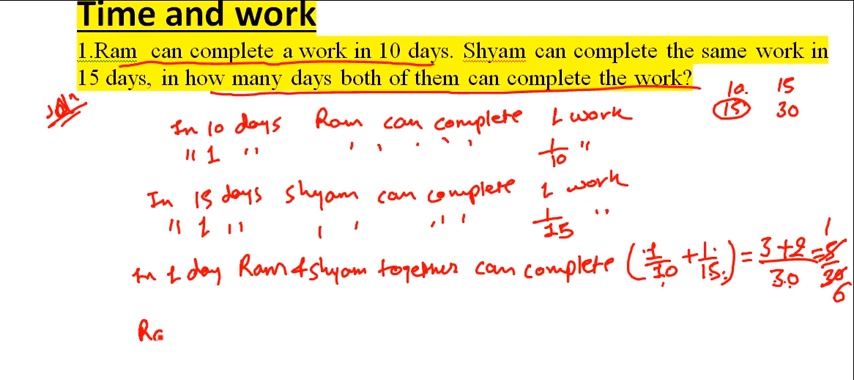 Time and work
1.Ram can complete a work in 10 days. Shyam can complete the same work in
15 days, in how many days both of them can complete the work?
10. 15
15 30
Soln
In 10 days Ram can complete 1 work
" 1 " ' ' ' ' ' 1/10 "
In 15 days Shyam can complete 1 work
" 1 " ' ' ' ' ' 1/15 "
In 1 day Ram & Shyam together can complete (1/10 + 1/15) = 3+2/30 = 5/30 1/6
Ra